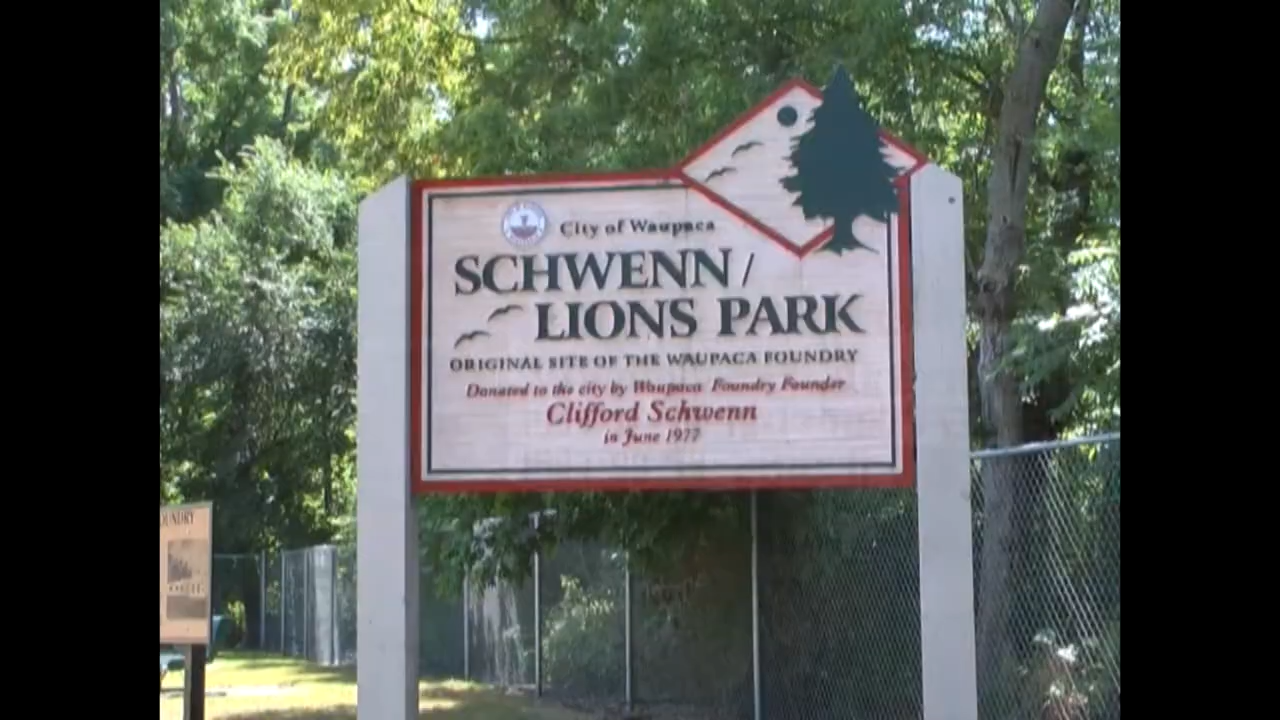 City of Waupaca
SCHWENN/
LIONS PARK
ORIGINAL SITE OF THE WAUPACA FOUNDRY
Donated to the city by Waupaca Foundry Founder
Clifford Schwenn
in June 1977
OUNDRY